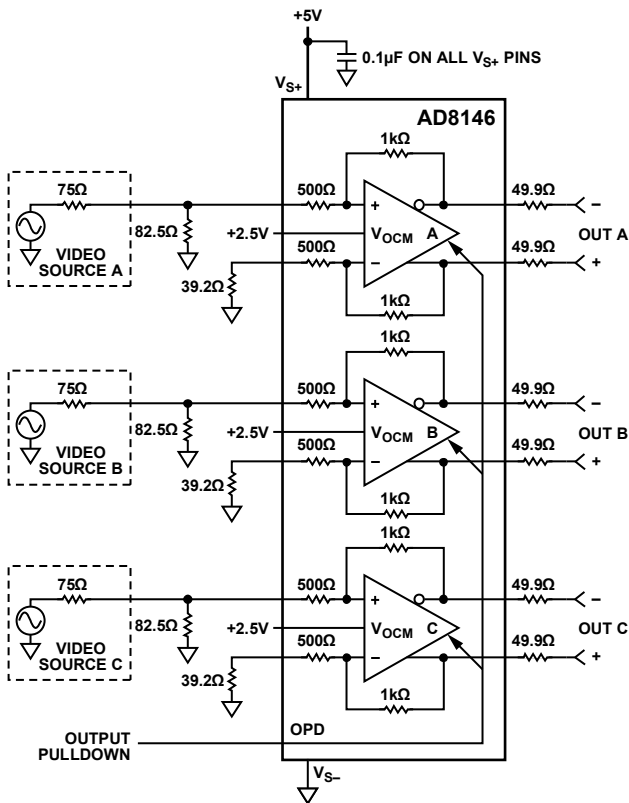 +5V
0.1µF ON ALL VS+ PINS
VS+
AD8146
1kΩ
75Ω
500Ω
49.9Ω
−
+
82.5Ω
+2.5V
VOCM
A
OUT A
VIDEO
SOURCE A
500Ω
−
49.9Ω
+
39.2Ω
1kΩ
1kΩ
75Ω
500Ω
49.9Ω
−
+
82.5Ω
+2.5V
VOCM
B
OUT B
VIDEO
SOURCE B
500Ω
−
49.9Ω
+
39.2Ω
1kΩ
1kΩ
75Ω
500Ω
49.9Ω
−
+
82.5Ω
+2.5V
VOCM
C
OUT C
VIDEO
SOURCE C
500Ω
−
49.9Ω
+
39.2Ω
1kΩ
OPD
OUTPUT
PULLDOWN
VS−